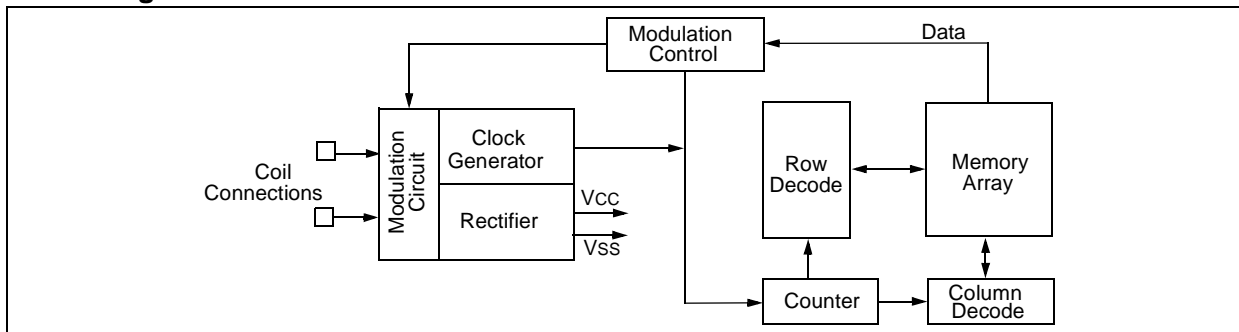 Modulation
Control
Data
Coil
Connections
Modulation
Circuit
Clock
Generator
Rectifier
VCC
VSS
Row
Decode
Memory
Array
Counter
Column
Decode